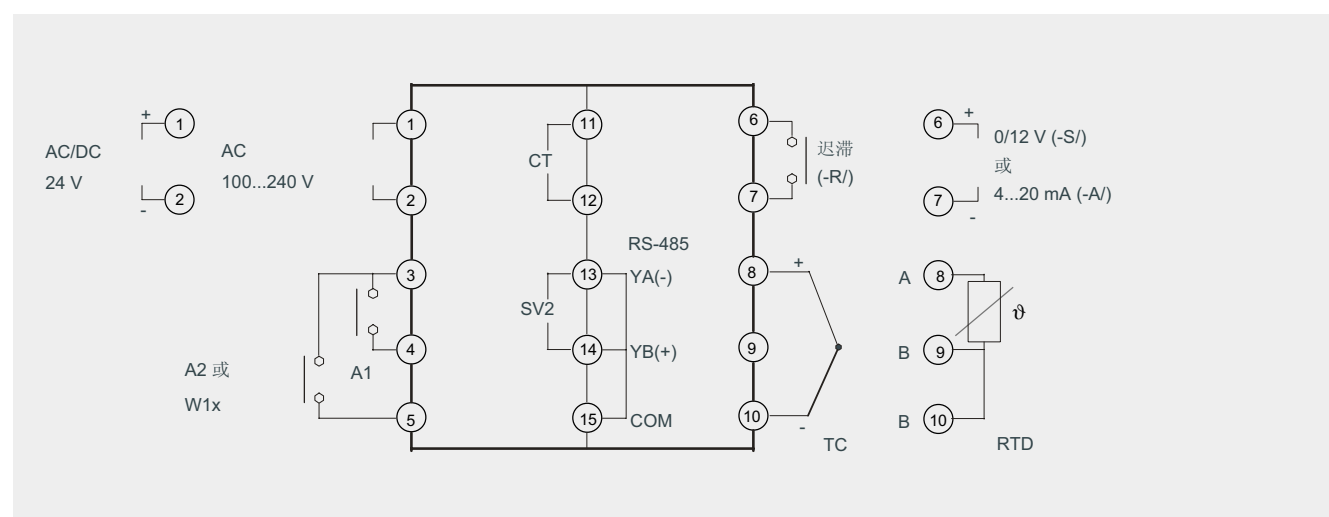 +
1
AC/DC
24 V
2
-
AC
100...240 V
1
2
3
4
5
A1
A2 或
W1x
11
CT
12
RS-485
13
YA(-)
SV2
14
YB(+)
15
COM
6
7
迟滞
(-R/)
8
+
9
10
-
TC
6
+
0/12 V (-S/)
或
4...20 mA (-A/)
7
-
A
8
ϑ
B
9
B
10
RTD